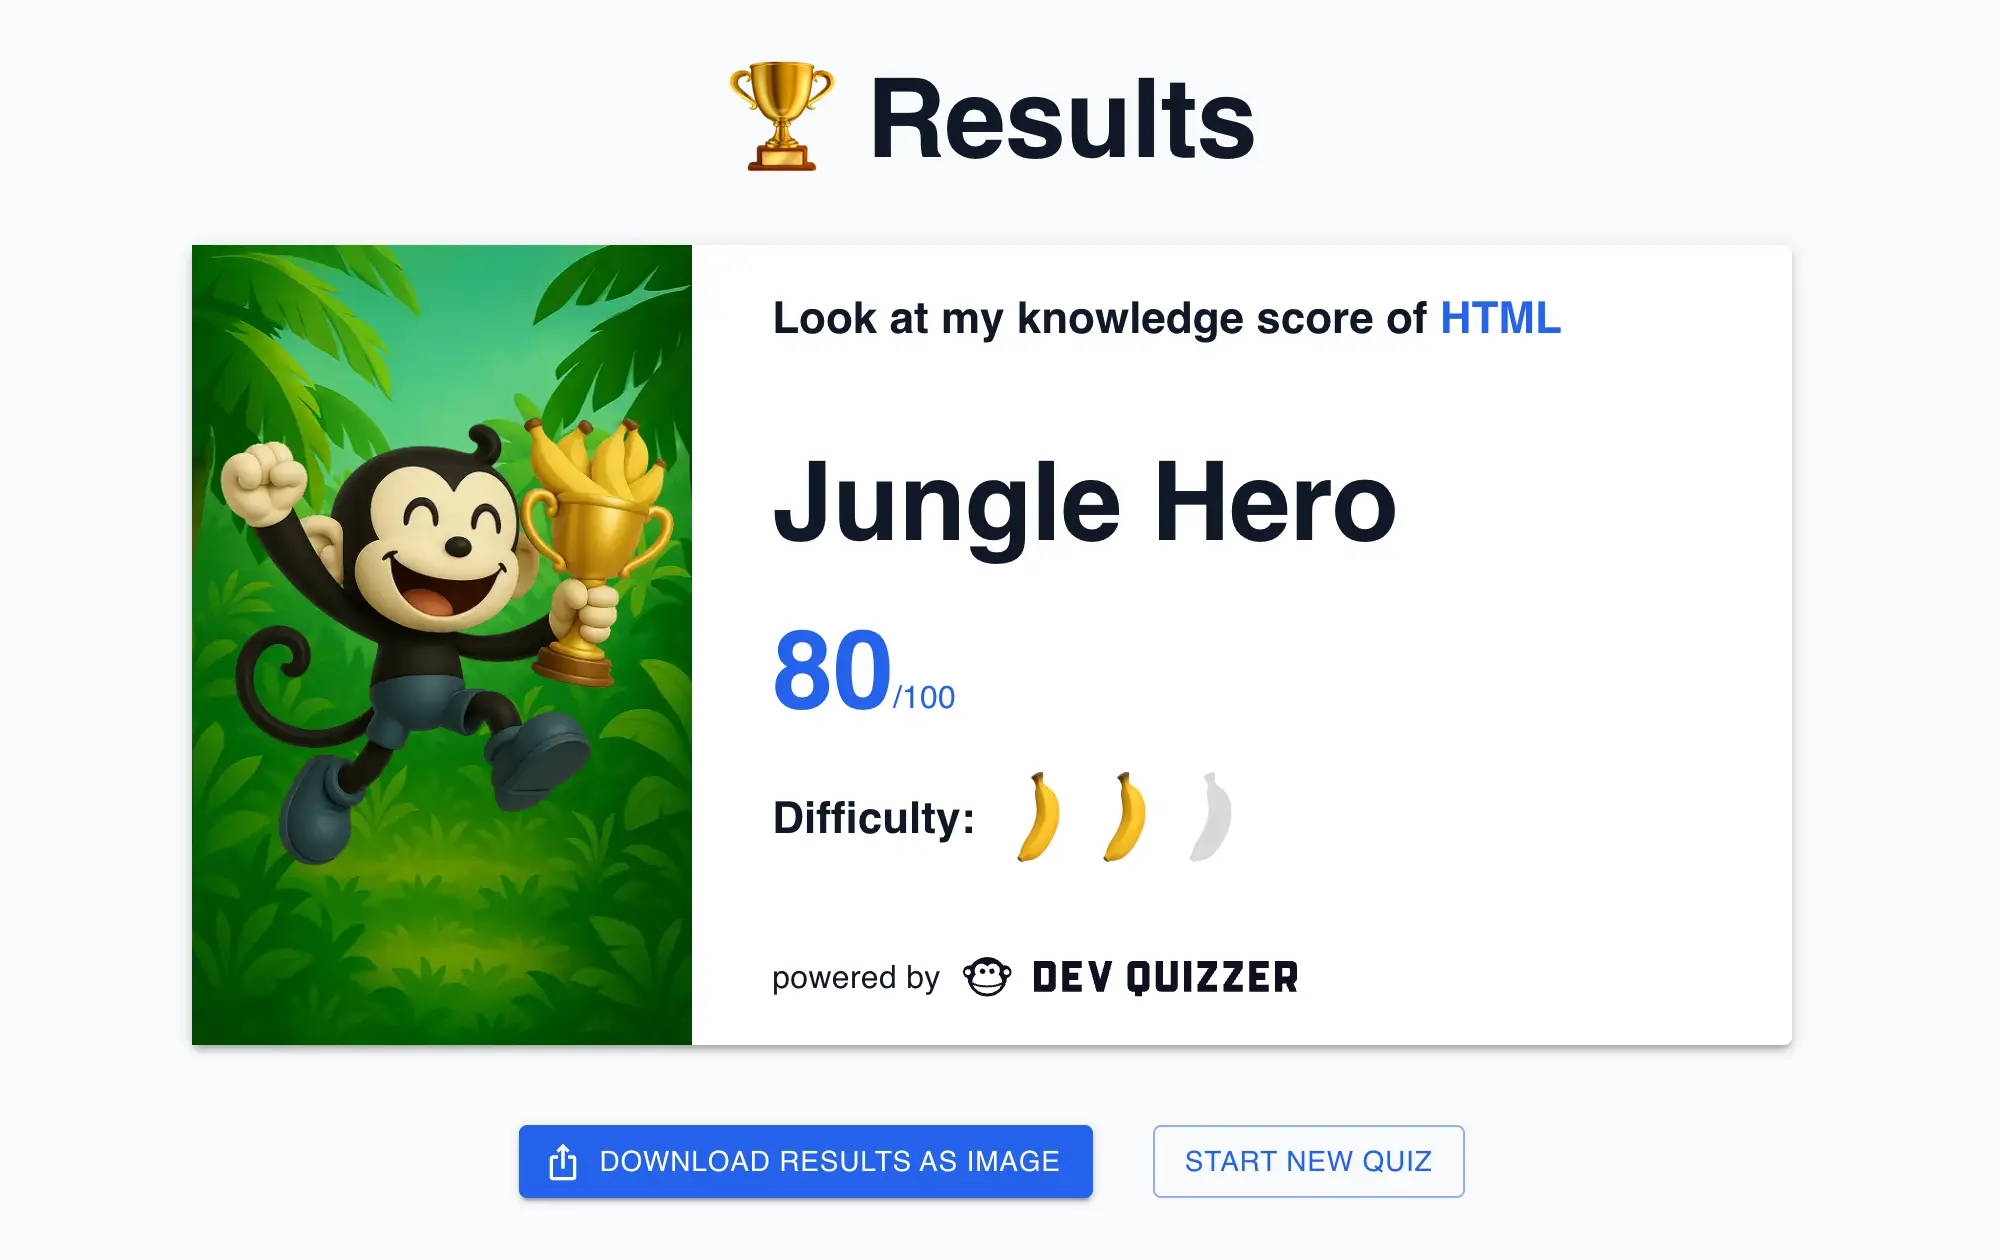 Results
Look at my knowledge score of HTML
Jungle Hero
80/100
Difficulty:
powered by DEV QUIZZER
DOWNLOAD RESULTS AS IMAGE
START NEW QUIZ